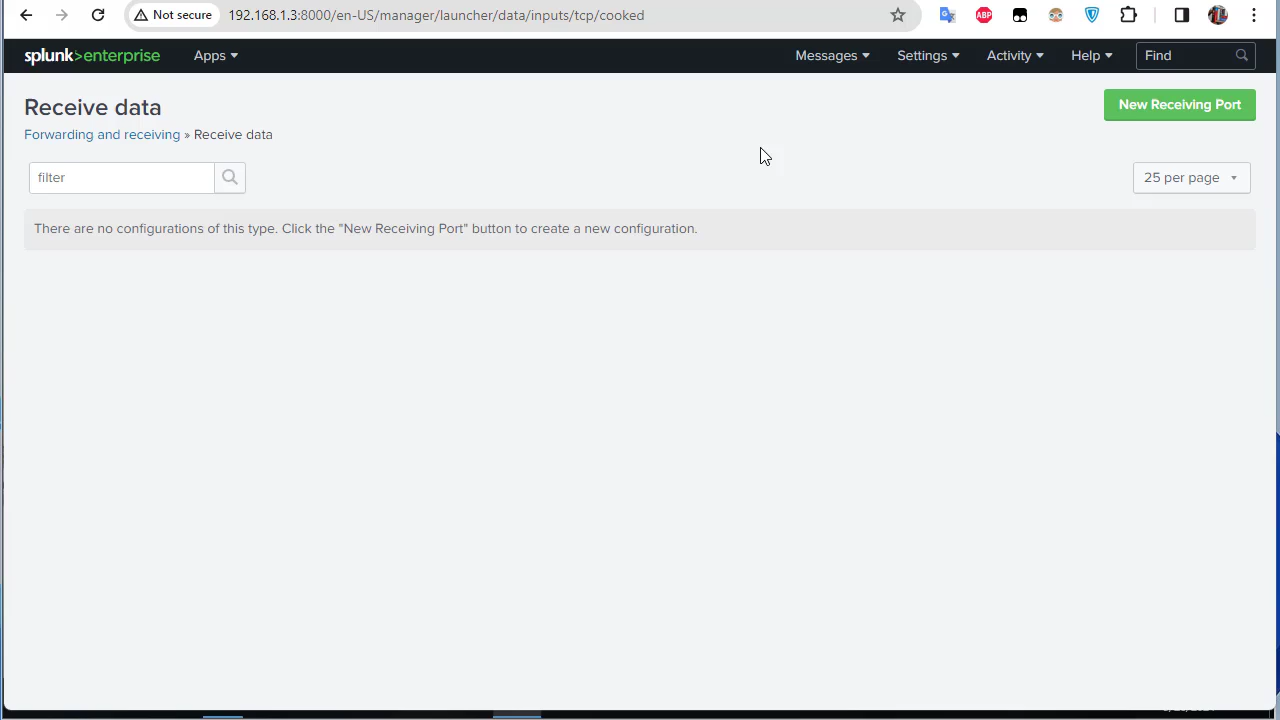 Not secure 192.168.1.3:8000/en-US/manager/launcher/data/inputs/tcp/cooked ABP
splunk>enterprise Apps Messages Settings Activity Help Find
Receive data
New Receiving Port
Forwarding and receiving » Receive data
filter
25 per page
There are no configurations of this type. Click the "New Receiving Port" button to create a new configuration.